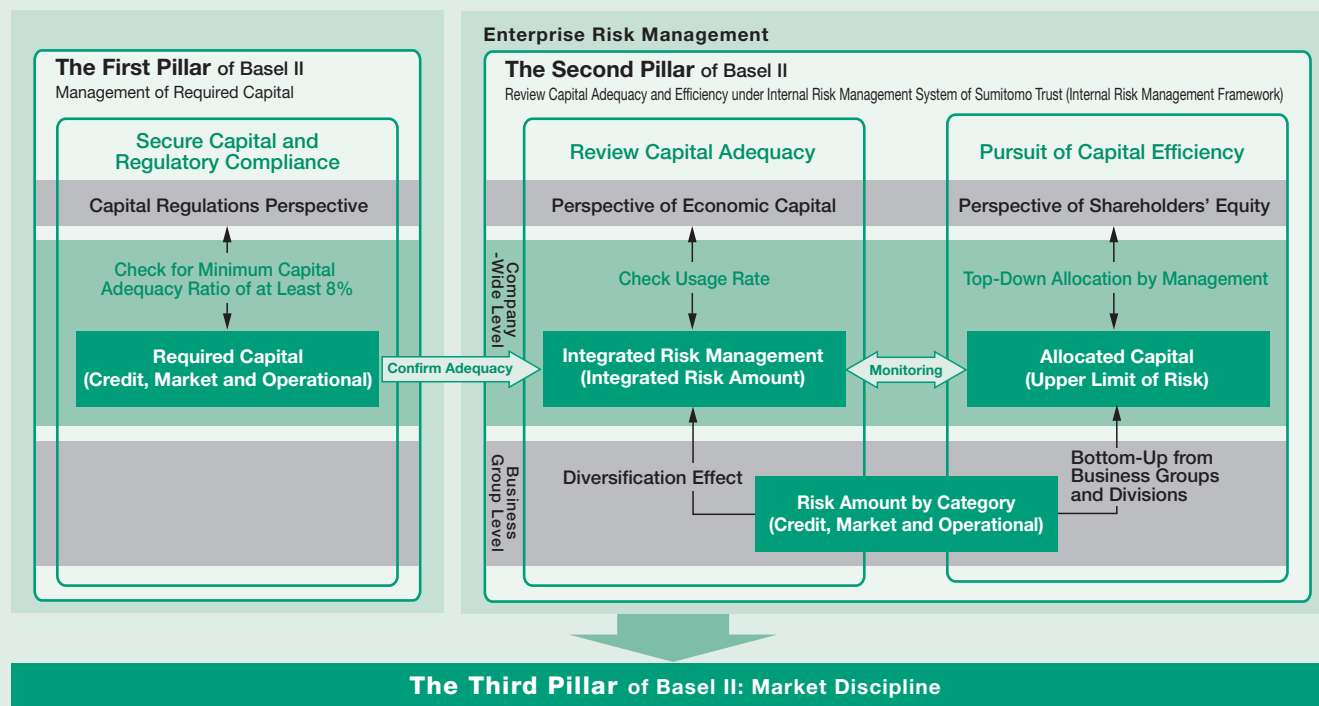 The First Pillar of Basel II
Management of Required Capital
Secure Capital and
Regulatory Compliance
Capital Regulations Perspective
Check for Minimum Capital
Adequacy Ratio of at Least 8%
Required Capital
(Credit, Market and Operational)
Confirm Adequacy
Enterprise Risk Management
The Second Pillar of Basel II
Review Capital Adequacy and Efficiency under Internal Risk Management System of Sumitomo Trust (Internal Risk Management Framework)
Company
-Wide Level
Business
Group Level
Review Capital Adequacy
Perspective of Economic Capital
Check Usage Rate
Integrated Risk Management
(Integrated Risk Amount)
Monitoring
Pursuit of Capital Efficiency
Perspective of Shareholders' Equity
Top-Down Allocation by Management
Allocated Capital
(Upper Limit of Risk)
Diversification Effect
Risk Amount by Category
(Credit, Market and Operational)
Bottom-Up from
Business Groups
and Divisions
The Third Pillar of Basel II: Market Discipline